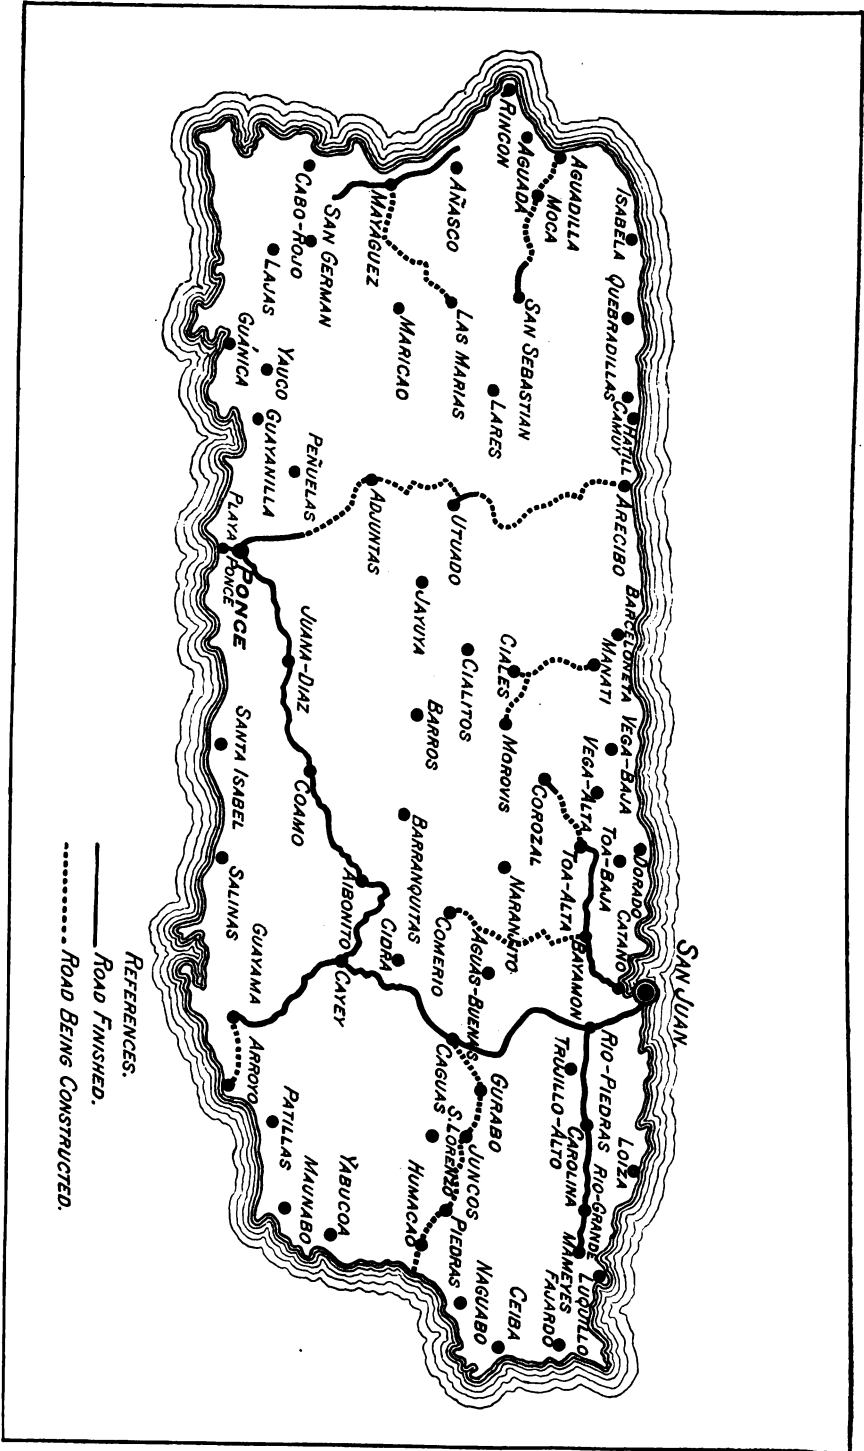 SAN JUAN.
ISABELA
QUEBRADILLAS
CAMUY
HATILL
ARECIBO
BARCELONETA
MANATI
VEGA-BAJA
VEGA-ALTA
DORADO
TOA-BAJA
TOA-ALTA
CATAÑO
BAYAMON
RIO-PIEDRAS
TRUJILLO-ALTO
CAROLINA
LOIZA
RIO-GRANDE
MAMEYES
LUQUILLO
FAJARDO
CEIBA
NAGUABO
AGUADILLA
MOCA
AGUADA
RINCON
SAN SEBASTIAN
LARES
AÑASCO
LAS MARIAS
MARICAO
MAYAGUEZ
SAN GERMAN
CABO-ROJO
LAJAS
GUÁNICA
YAUCO
GUAYANILLA
PEÑUELAS
ADJUNTAS
UTUADO
JAYUYA
CIALES
CIALITOS
MOROVIS
COROZAL
BARROS
NARANJITO
BARRANQUITAS
COMERIO
AGUAS-BUENAS
CIDRA
CAGUAS
GURABO
JUNCOS
S. LORENZO
PIEDRAS
HUMACAO
PLAYA
PONCE
PONCE
JUANA-DIAZ
COAMO
AIBONITO
CAYEY
SANTA ISABEL
SALINAS
GUAYAMA
ARROYO
PATILLAS
MAUNABO
YABUCOA
REFERENCES.
ROAD FINISHED.
ROAD BEING CONSTRUCTED.